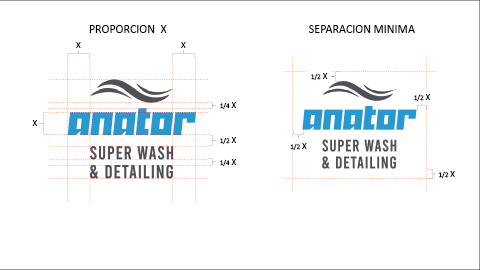 PROPORCION X
X
X
1/4 X
X
anator
1/2 X
SUPER WASH
1/4 X
& DETAILING
SEPARACION MINIMA
1/2 X
1/2 X
anator
1/2 X
SUPER WASH
& DETAILING
1/2 X